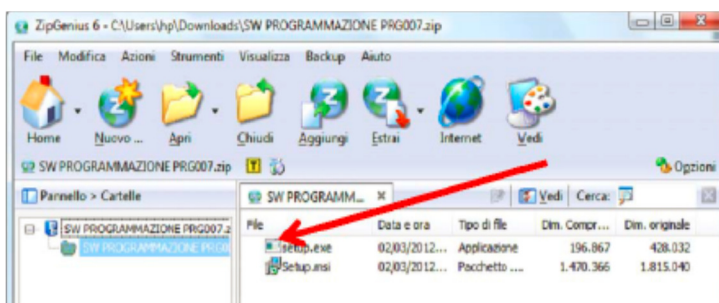 ZipGenius 6 - C:\Users\hp\Downloads\SW PROGRAMMAZIONE PRG007.zip
File Modifica Azioni Strumenti Visualizza Backup Aiuto
Home Nuovo ... Apri Chiudi Aggiungi Estrai Internet Vedi
SW PROGRAMMAZIONE PRG007.zip Opzioni
Pannello > Cartelle SW PROGRAMM... Vedi Cerca:
SW PROGRAMMAZIONE PRG007.z File Data e ora Tipo di file Dim. Compr... Dim. originale
SW PROGRAMMAZIONE PRG0 setup.exe 02/03/2012... Applicazione 196.867 428.032
Setup.msi 02/03/2012... Pacchetto .... 1.470.366 1.815.040